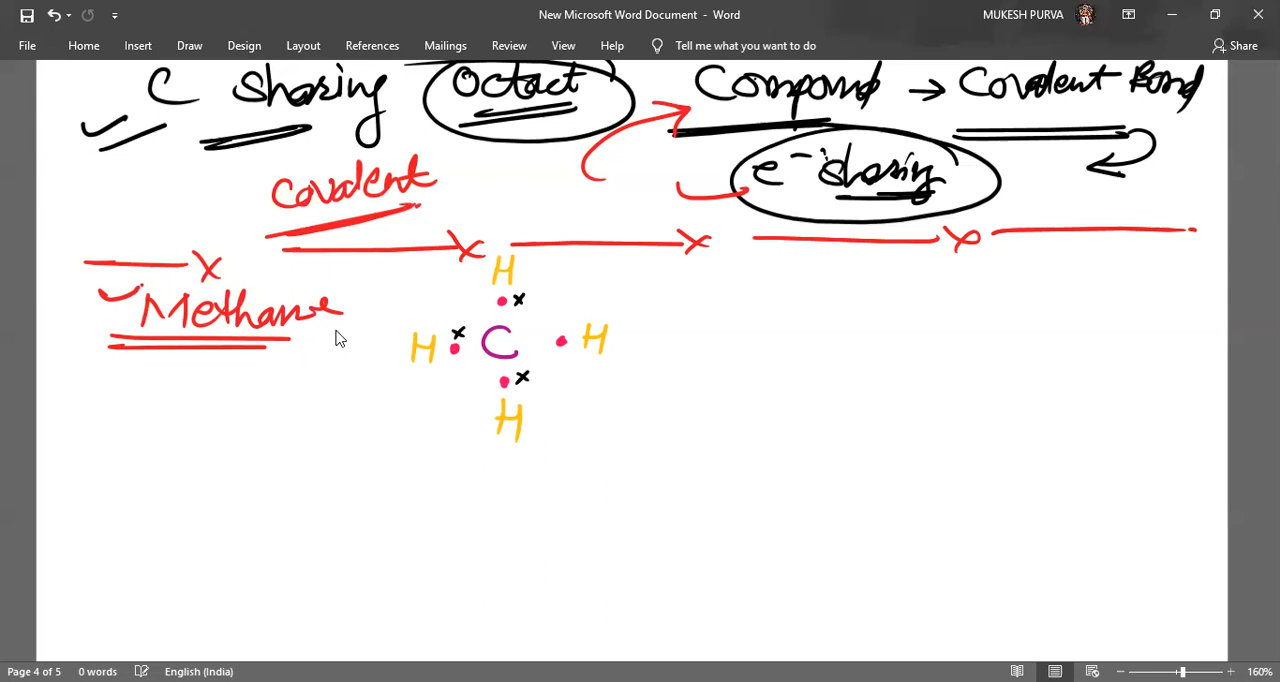 New Microsoft Word Document - Word
MUKESH PURVA
File Home Insert Draw Design Layout References Mailings Review View Help Tell me what you want to do Share
C sharing Octact Compound → Covalent Bond
e⁻ sharing
Covalent
x x x
x
Methane
H
• x
H x • C • H
• x
H
Page 4 of 5 0 words English (India) 160%